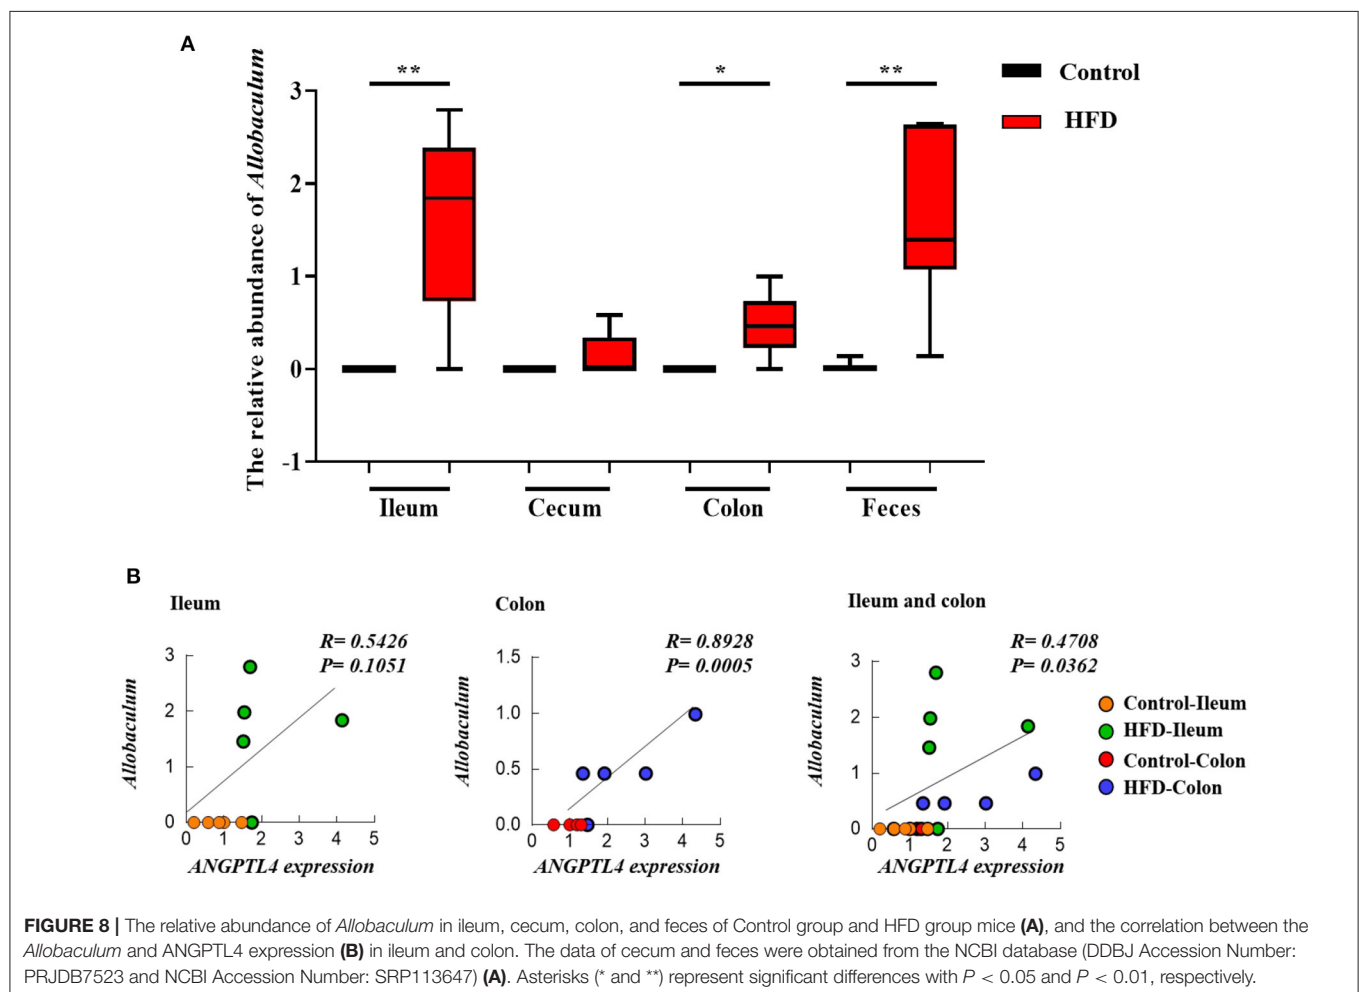 A
The relative abundance of Allobaculum
3
2
1
0
-1
**
*
**
Control
HFD
Ileum
Cecum
Colon
Feces
B
Ileum
R= 0.5426
P= 0.1051
Allobaculum
3
2
1
0
0 1 2 3 4 5
ANGPTL4 expression
Colon
R= 0.8928
P= 0.0005
Allobaculum
1.5
1.0
0.5
0.0
0 1 2 3 4 5
ANGPTL4 expression
Ileum and colon
R= 0.4708
P= 0.0362
Allobaculum
3
2
1
0
0 1 2 3 4 5
ANGPTL4 expression
Control-Ileum
HFD-Ileum
Control-Colon
HFD-Colon
FIGURE 8 | The relative abundance of Allobaculum in ileum, cecum, colon, and feces of Control group and HFD group mice (A), and the correlation between the
Allobaculum and ANGPTL4 expression (B) in ileum and colon. The data of cecum and feces were obtained from the NCBI database (DDBJ Accession Number:
PRJDB7523 and NCBI Accession Number: SRP113647) (A). Asterisks (* and **) represent significant differences with P < 0.05 and P < 0.01, respectively.